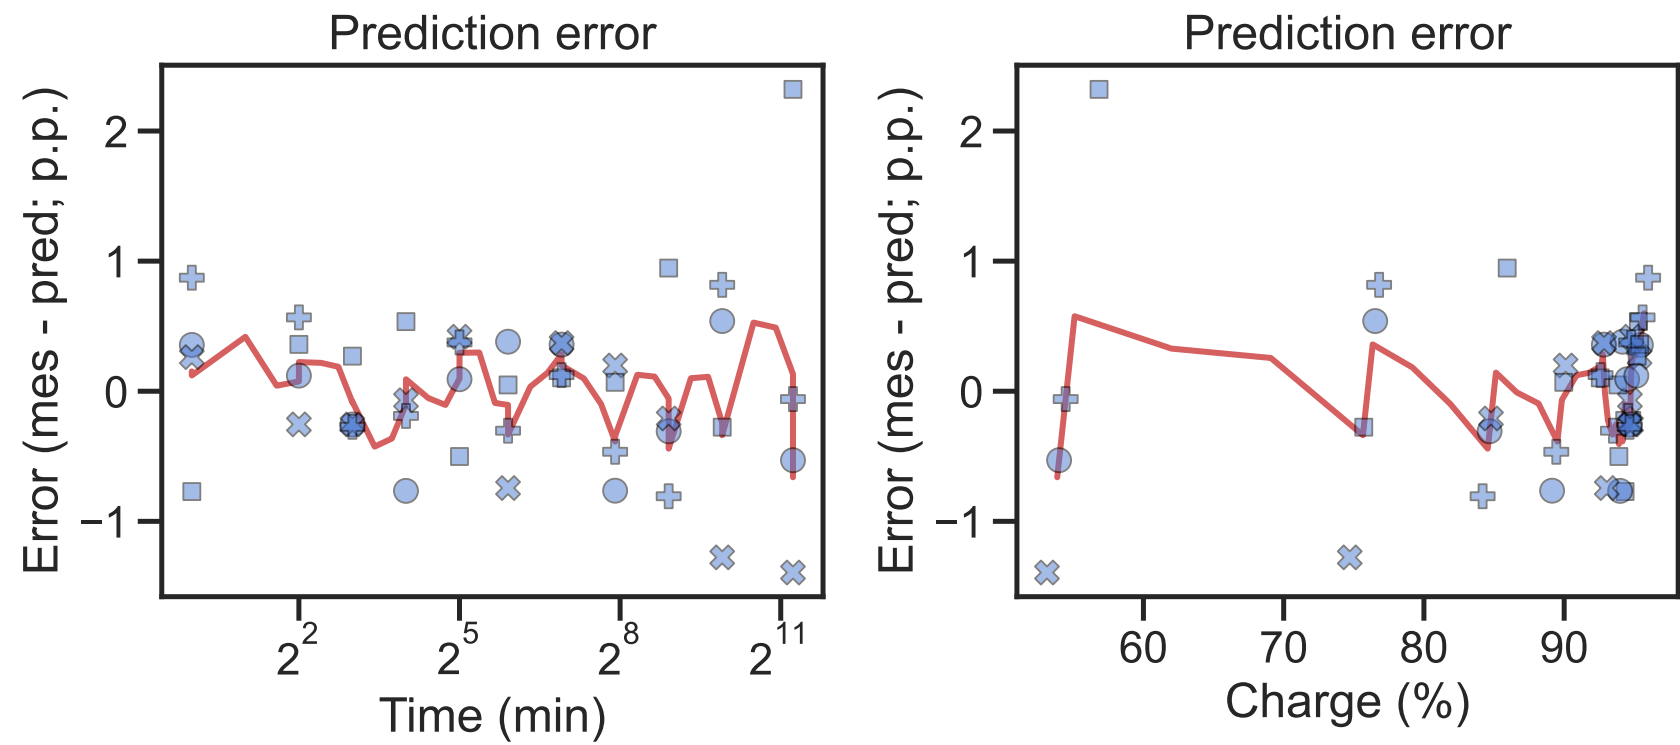 Prediction error
Error (mes - pred; p.p.)
2
1
0
−1
2^2
2^5
2^8
2^11
Time (min)
Prediction error
Error (mes - pred; p.p.)
2
1
0
−1
60
70
80
90
Charge (%)